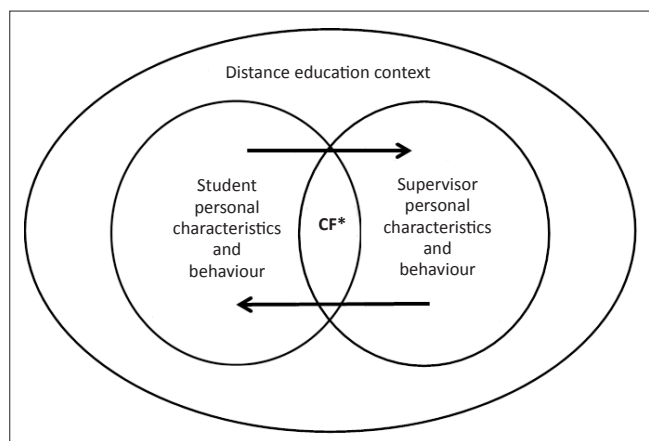 Distance education context
Student
personal
characteristics
and
behaviour
CF*
Supervisor
personal
characteristics
and
behaviour